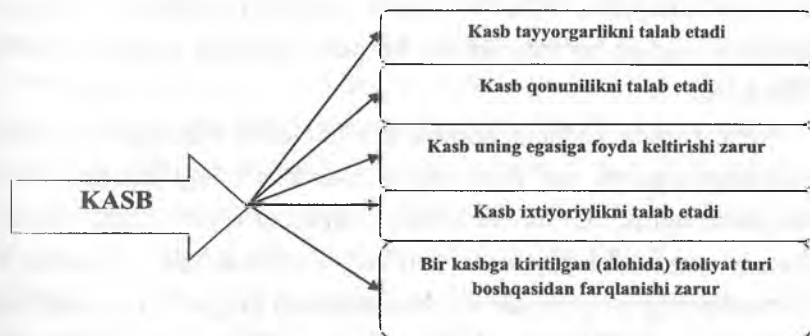 KASB
Kasb tayyorgarlikni talab etadi
Kasb qonunilikni talab etadi
Kasb uning egasiga foyda keltirishi zarur
Kasb ixtiyoriylikni talab etadi
Bir kasbga kiritilgan (alohida) faoliyat turi
boshqasidan farqlanishi zarur